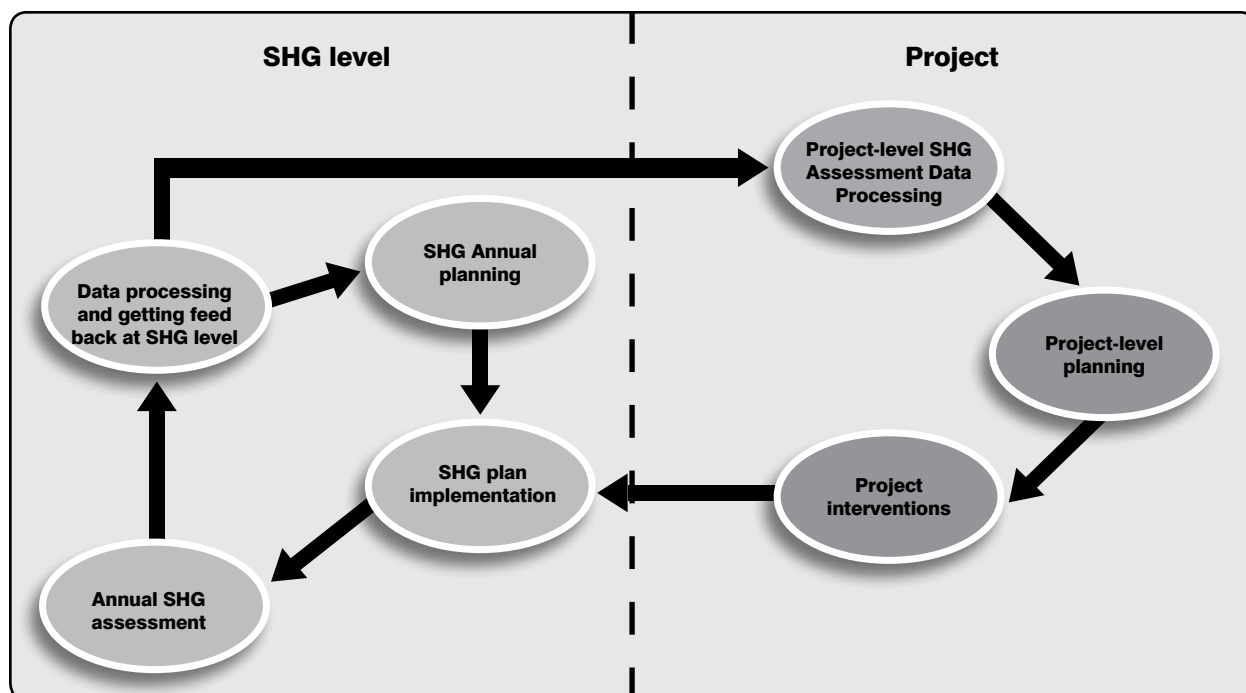 SHG level
Project
Project-level SHG
Assessment Data
Processing
SHG Annual
planning
Data processing
and getting feed
back at SHG level
Project-level
planning
SHG plan
implementation
Project
interventions
Annual SHG
assessment